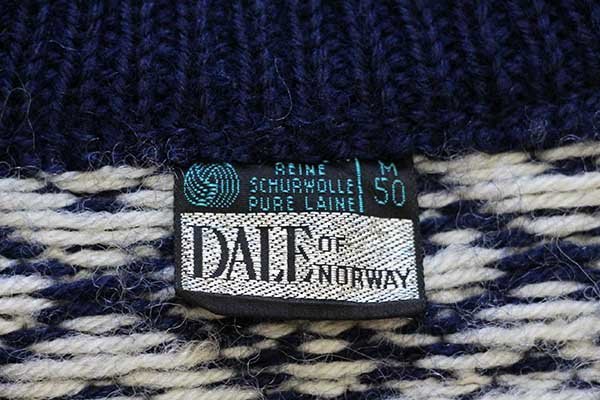 REINE M
SCHURWOLLE 50
PURE LAINE
DALE OF
NORWAY